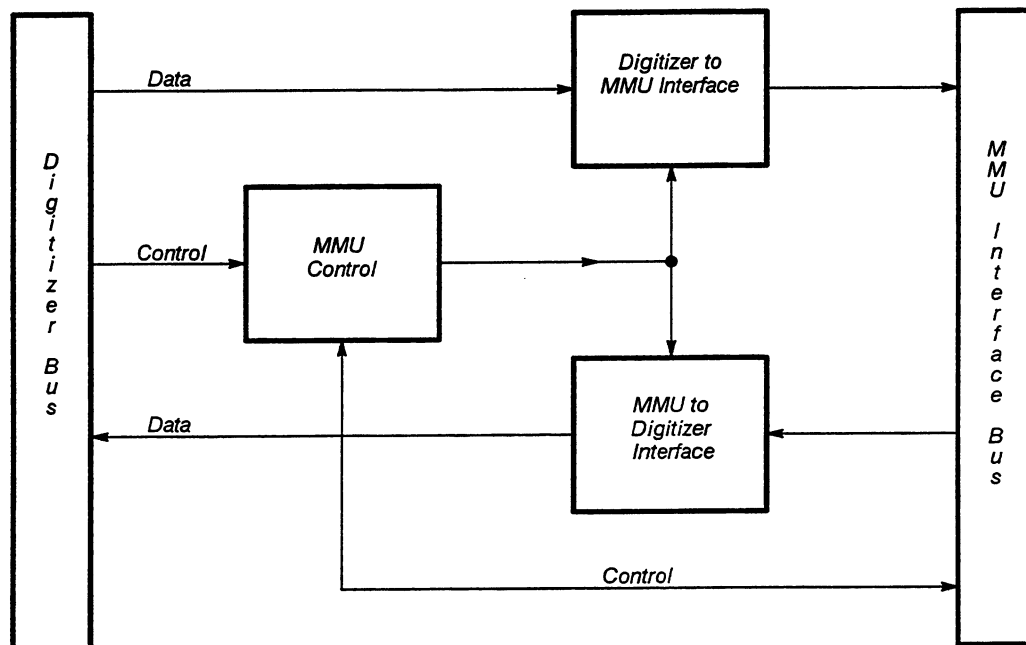 Digitizer Bus
Data
Digitizer to
MMU Interface
MMU Interface Bus
Control
MMU
Control
Data
MMU to
Digitizer
Interface
Control